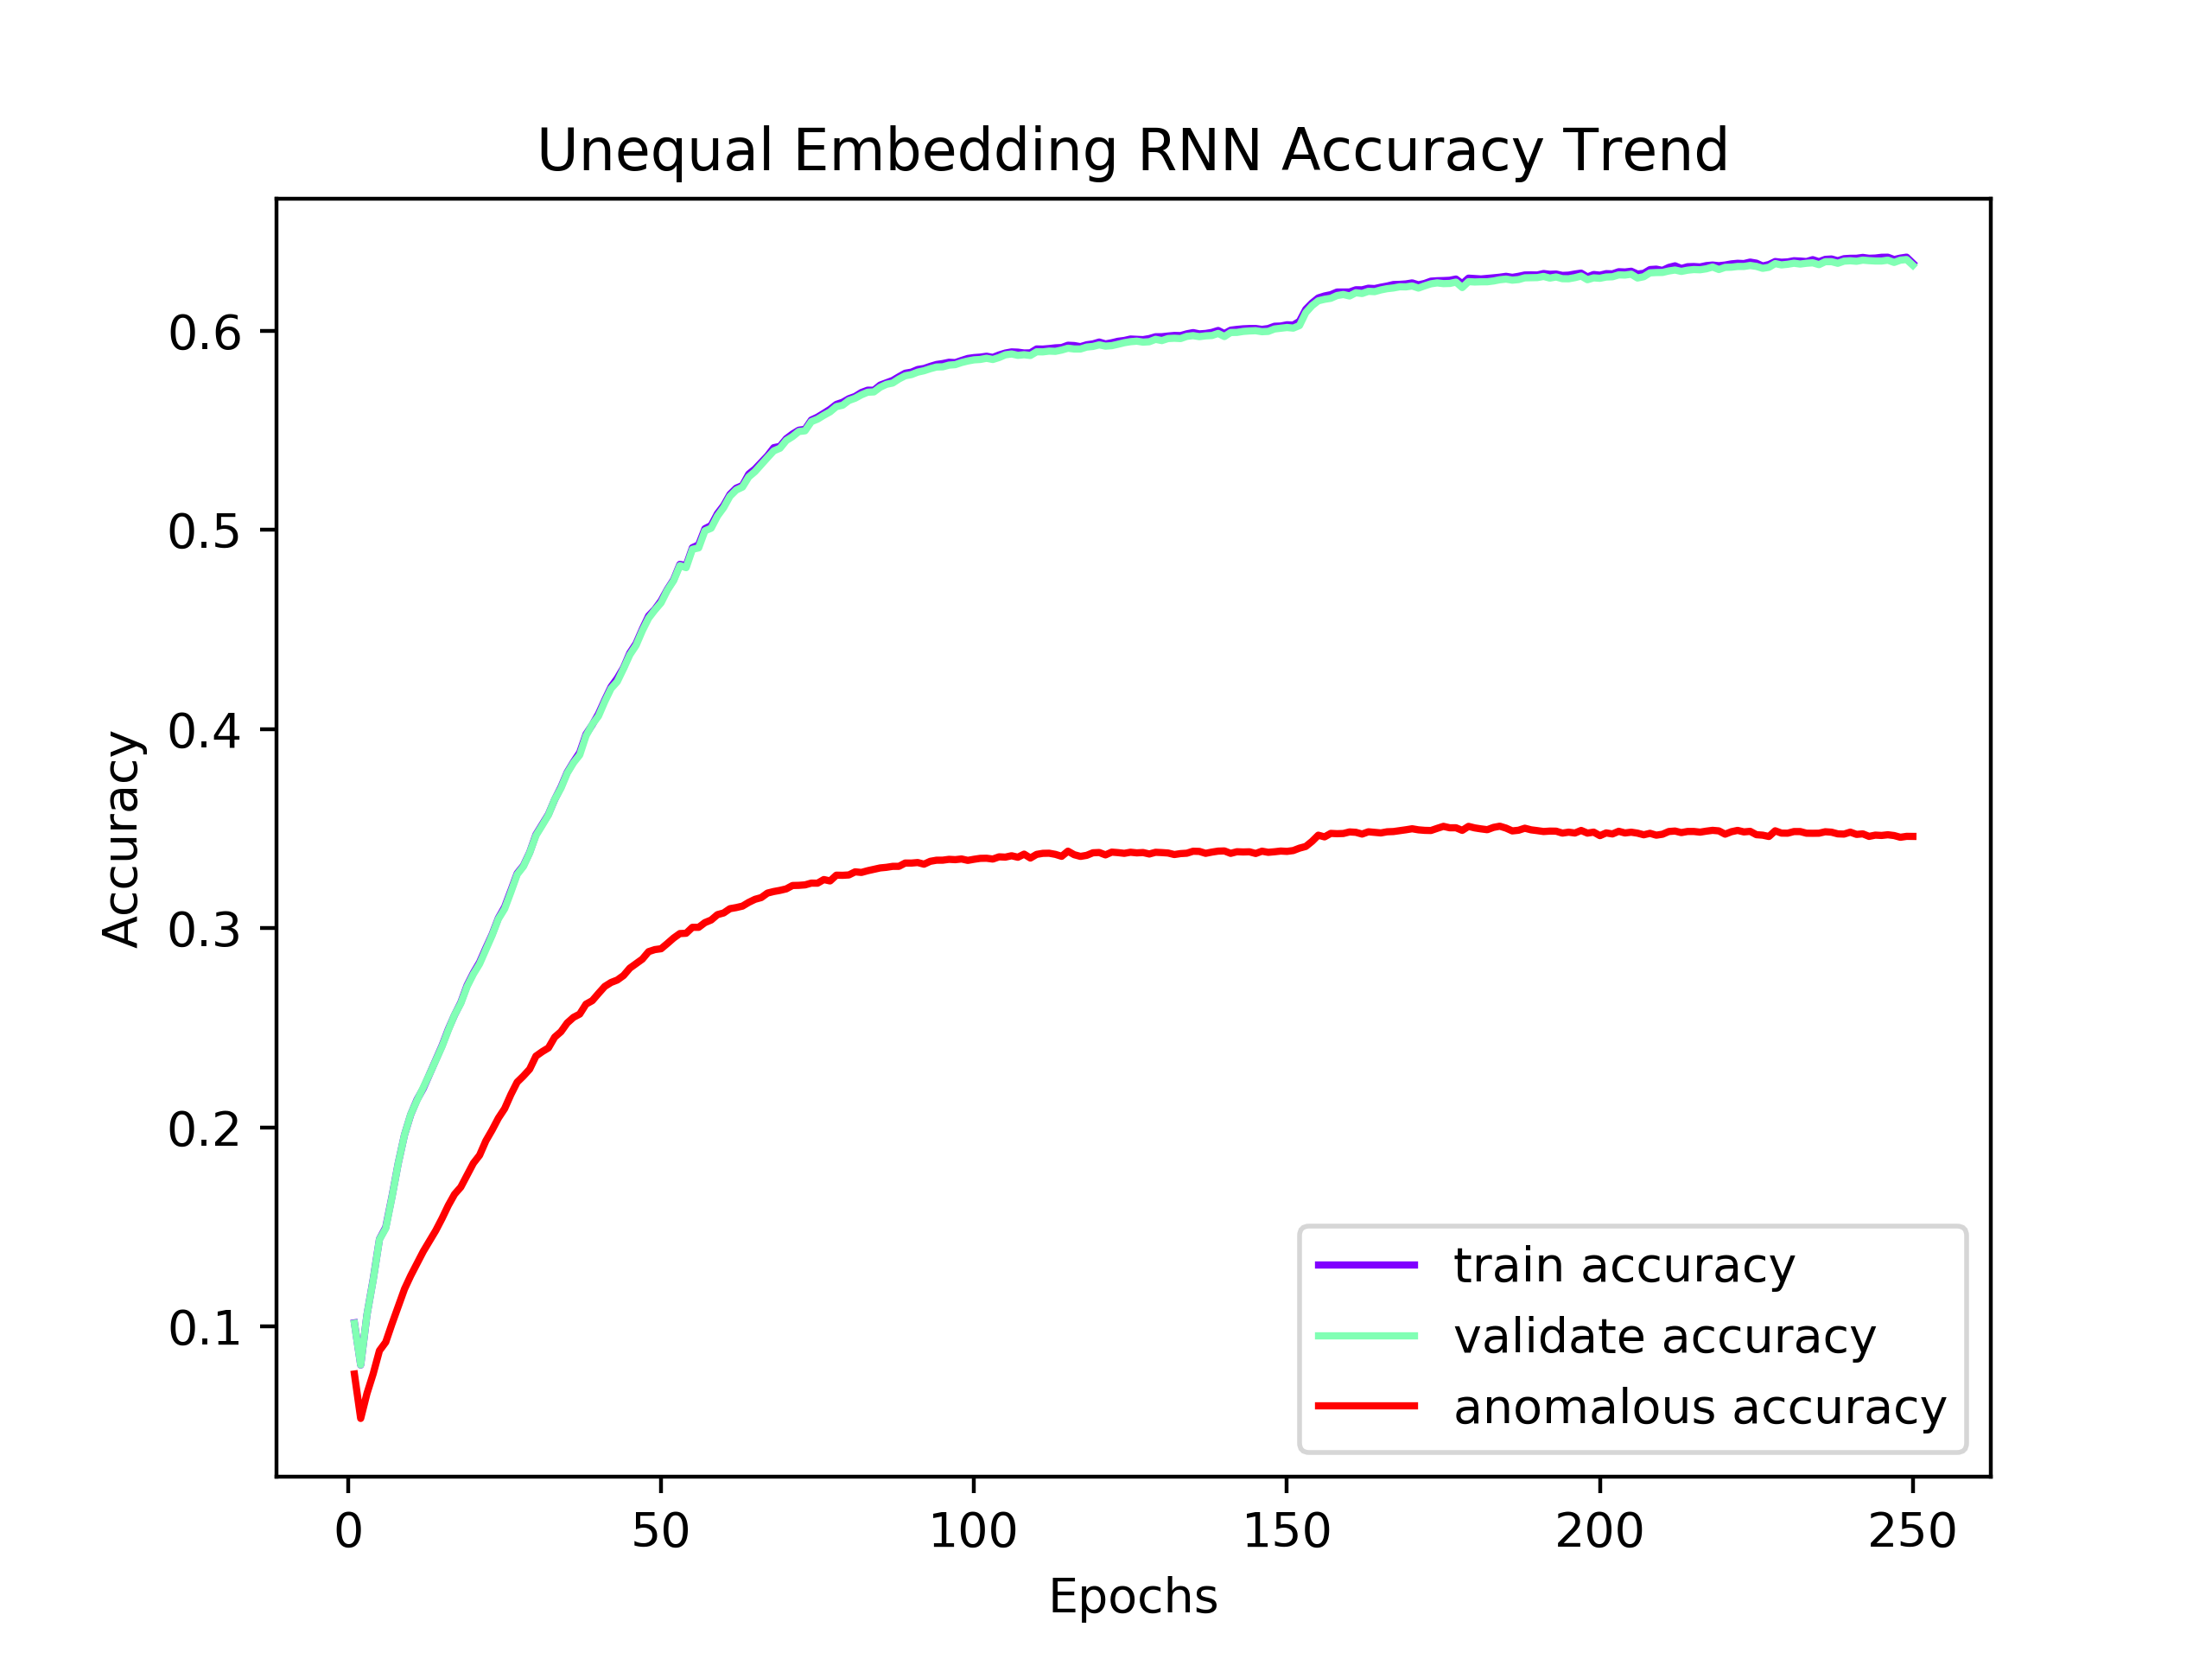 Unequal Embedding RNN Accuracy Trend
Accuracy
0.6
0.5
0.4
0.3
0.2
0.1
train accuracy
validate accuracy
anomalous accuracy
0 50 100 150 200 250
Epochs